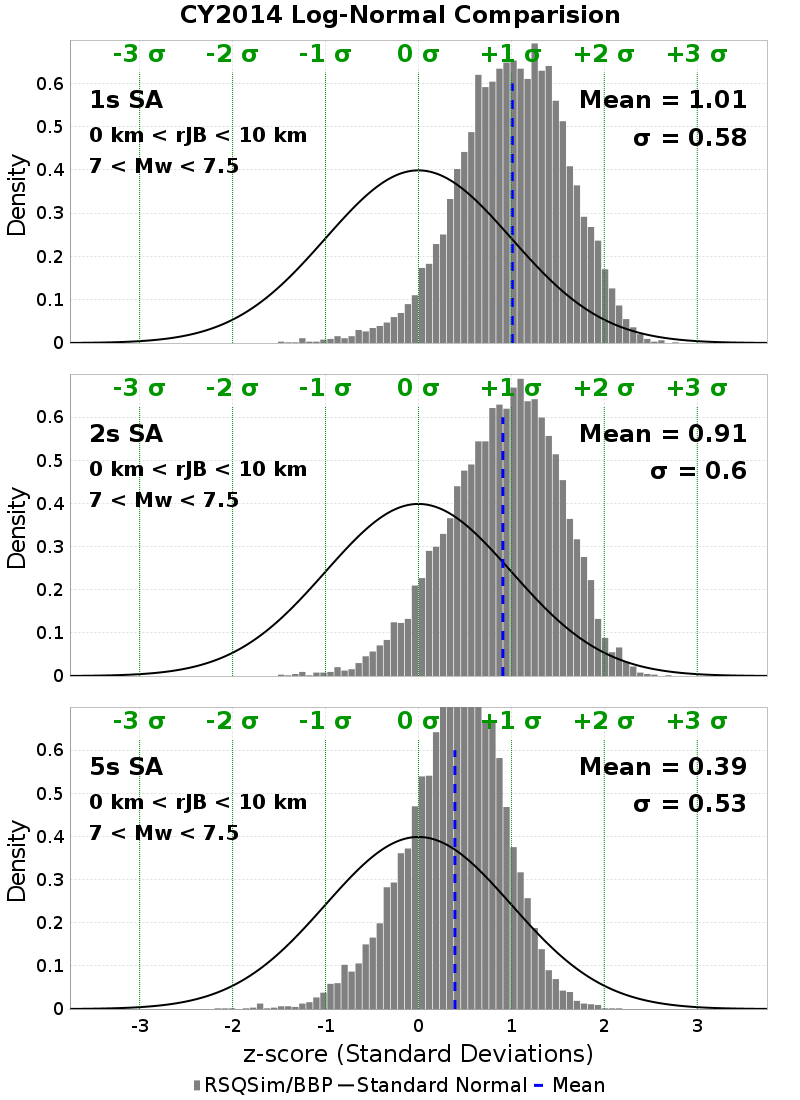 CY2014 Log-Normal Comparision
-3 σ -2 σ -1 σ 0 σ +1 σ +2 σ +3 σ
0.6
1s SA Mean = 1.01
0.5
0 km < rJB < 10 km σ = 0.58
7 < Mw < 7.5
0.4
0.3
0.2
0.1
0
Density
-3 σ -2 σ -1 σ 0 σ +1 σ +2 σ +3 σ
0.6
2s SA Mean = 0.91
0.5
0 km < rJB < 10 km σ = 0.6
7 < Mw < 7.5
0.4
0.3
0.2
0.1
0
Density
-3 σ -2 σ -1 σ 0 σ +1 σ +2 σ +3 σ
0.6
5s SA Mean = 0.39
0.5
0 km < rJB < 10 km σ = 0.53
7 < Mw < 7.5
0.4
0.3
0.2
0.1
0
Density
-3 -2 -1 0 1 2 3
z-score (Standard Deviations)
RSQSim/BBP Standard Normal Mean